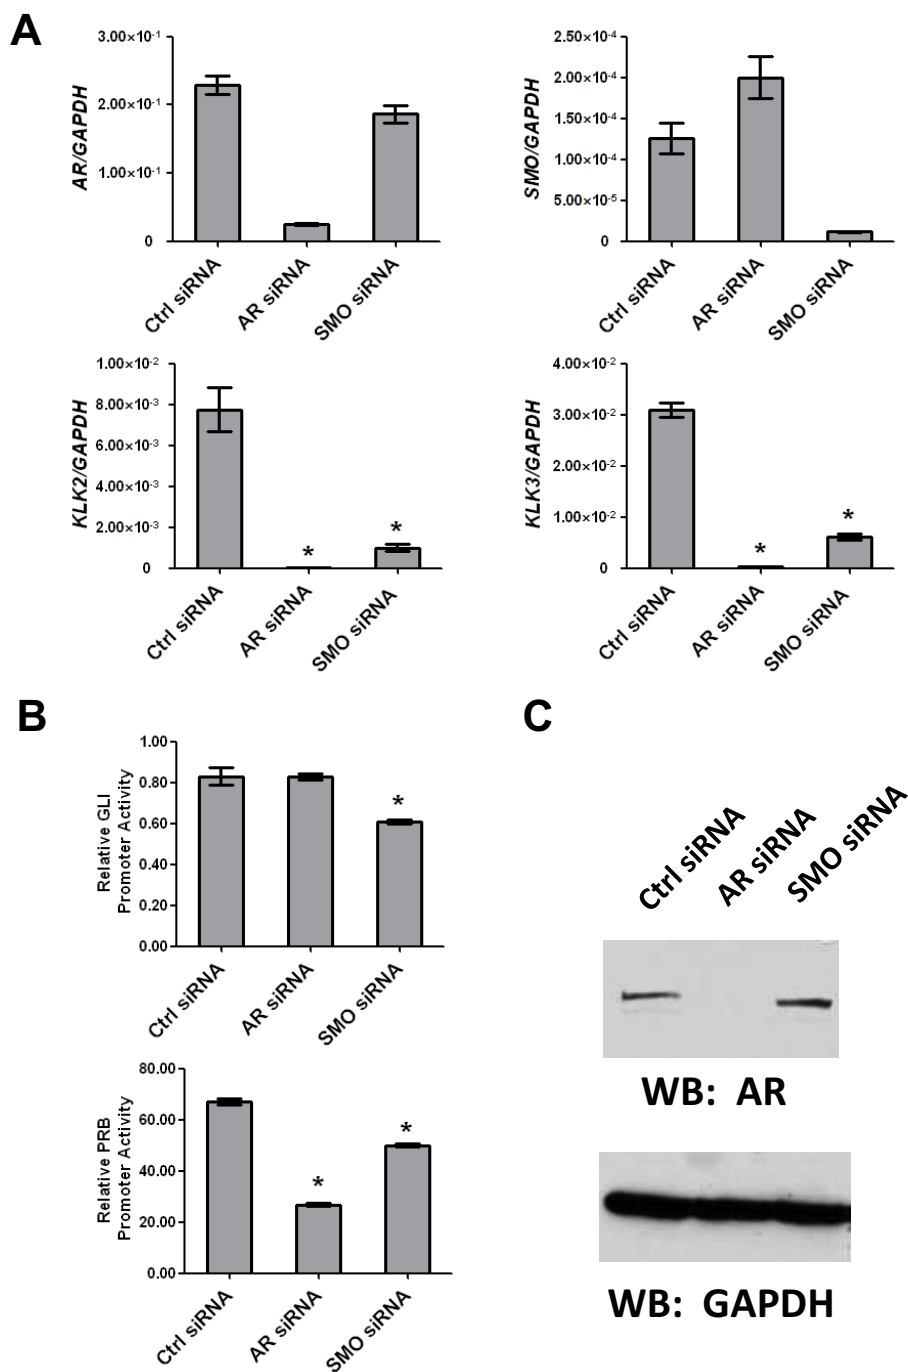 A
AR/GAPDH
3.00×10⁻¹
2.00×10⁻¹
1.00×10⁻¹
0
Ctrl siRNA
AR siRNA
SMO siRNA
SMO/GAPDH
2.50×10⁻⁴
2.00×10⁻⁴
1.50×10⁻⁴
1.00×10⁻⁴
5.00×10⁻⁵
0
Ctrl siRNA
AR siRNA
SMO siRNA
KLK2/GAPDH
1.00×10⁻²
8.00×10⁻³
6.00×10⁻³
4.00×10⁻³
2.00×10⁻³
0
*
*
Ctrl siRNA
AR siRNA
SMO siRNA
KLK3/GAPDH
4.00×10⁻²
3.00×10⁻²
2.00×10⁻²
1.00×10⁻²
0
*
*
Ctrl siRNA
AR siRNA
SMO siRNA
B
Relative GLI
Promoter Activity
1.00
0.80
0.60
0.40
0.20
0.00
*
Ctrl siRNA
AR siRNA
SMO siRNA
Relative PRB
Promoter Activity
80.00
60.00
40.00
20.00
0.00
*
*
Ctrl siRNA
AR siRNA
SMO siRNA
C
Ctrl siRNA
AR siRNA
SMO siRNA
WB: AR
WB: GAPDH